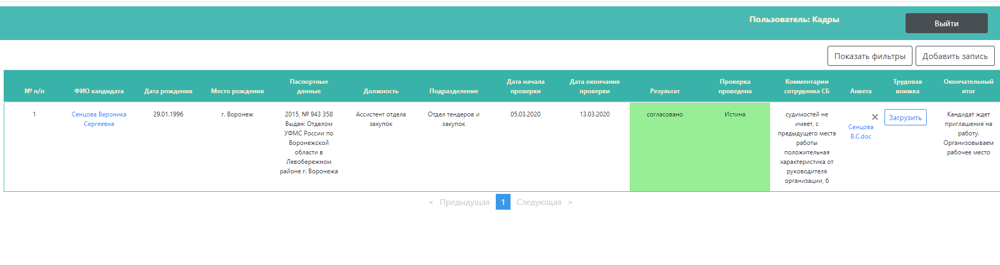 Пользователь: Кадры
Выйти
Показать фильтры
Добавить запись
№ п/п
ФИО кандидата
Дата рождения
Место рождения
Паспортные
данные
Должность
Подразделение
Дата начала
проверки
Дата окончания
проверки
Результат
Проверка
проведена
Комментарии
сотрудника СБ
Анкета
Трудовая
книжка
Окончательный
итог
1
Сенцова Вероника
Сергеевна
29.01.1996
г. Воронеж
2015, № 943 358
Выдан: Отделом
УФМС России по
Воронежской
области в
Левобережном
районе г. Воронежа
Ассистент отдела
закупок
Отдел тендеров и
закупок
05.03.2020
13.03.2020
согласовано
Истина
судимостей не
имеет, с
предыдущего места
работы
положительная
характеристика от
руководителя
организации, б
×
Сенцова
В.С.doc
Загрузить
Кандидат ждет
приглашения на
работу.
Организовываем
рабочее место
« Предыдущая 1 Следующая »